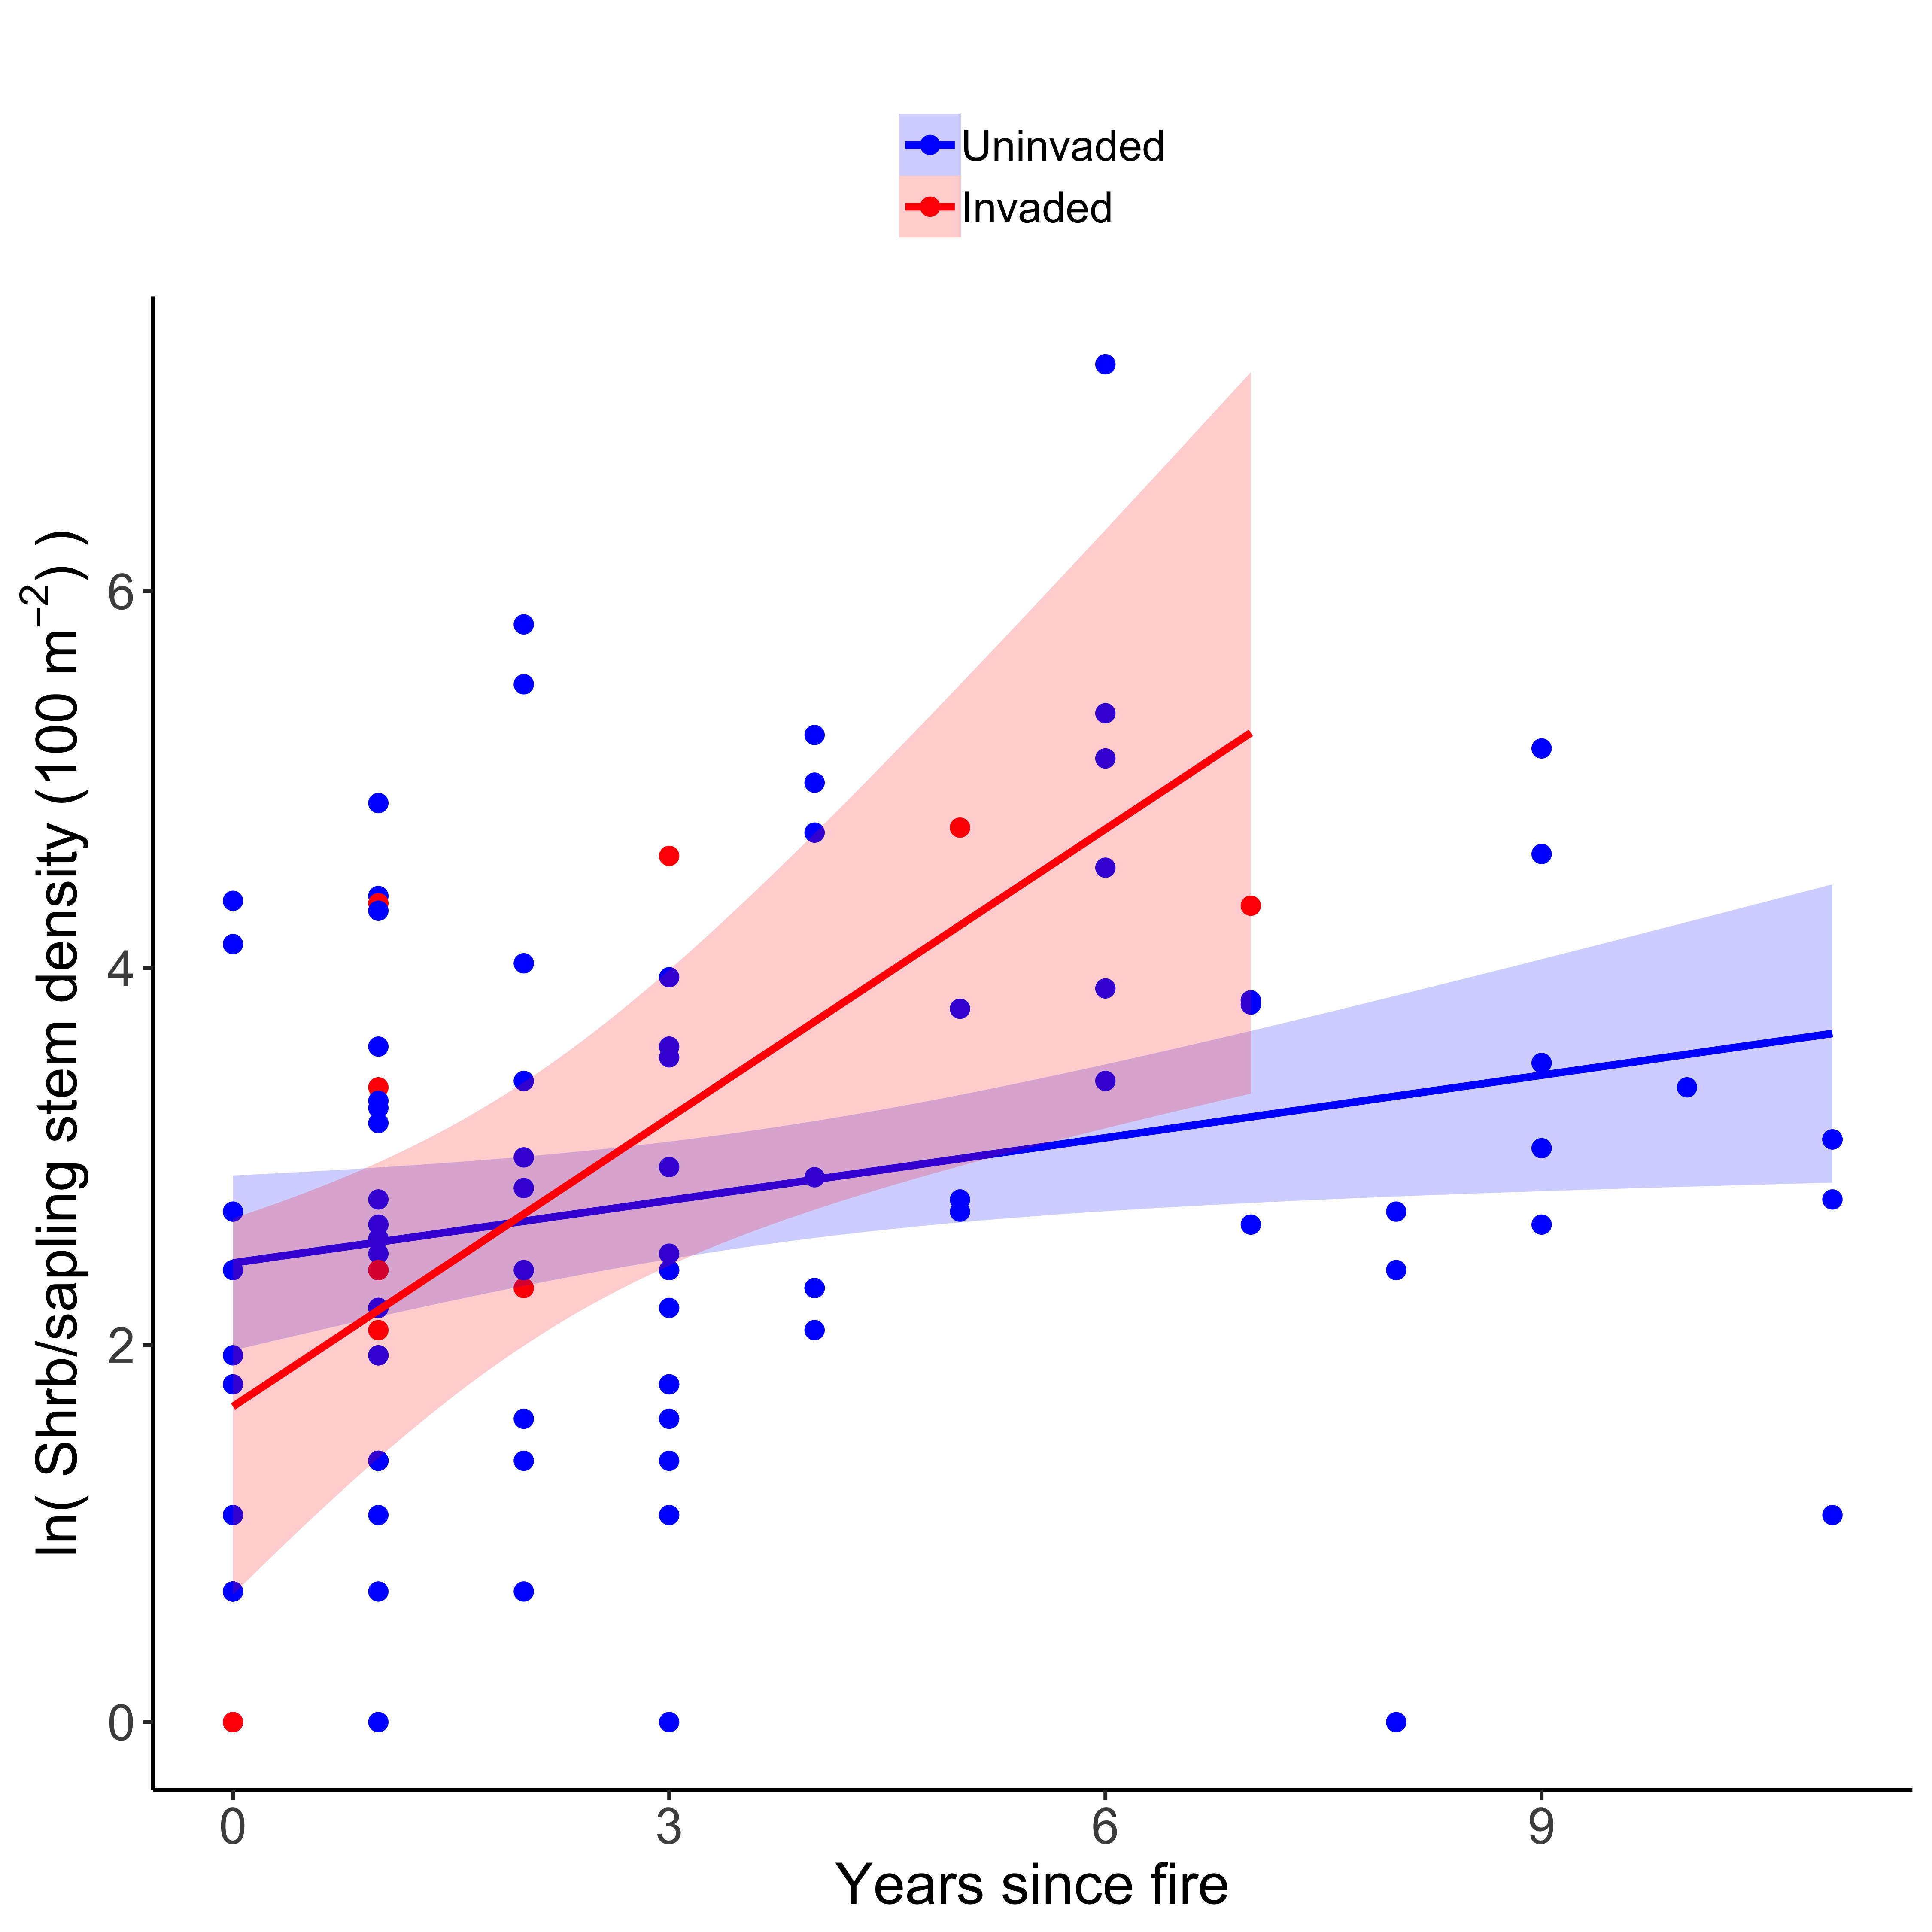 Uninvaded
Invaded
ln( Shrb/sapling stem density (100 m⁻²) )
6
4
2
0
0 3 6 9
Years since fire